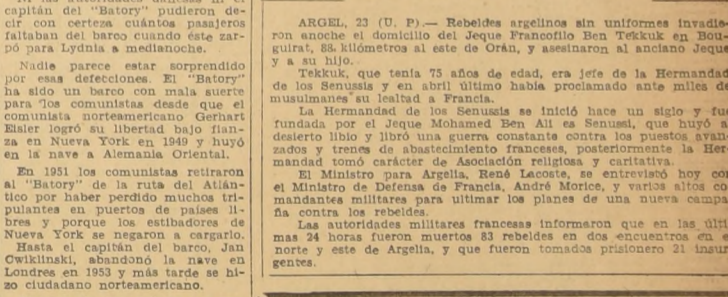 capitán del "Batory" pudieron de-
cir con certeza cuántos pasajeros
faltaban del barco cuando éste zar-
pó para Lydnia a medianoche.
Nadie parece estar sorprendido
por esas defecciones. El "Batory"
ha sido un barco con mala suerte
para los comunistas desde que el
comunista norteamericano Gerhart
Eisler logró su libertad bajo fian-
za en Nueva York en 1949 y huyó
en la nave a Alemania Oriental.
En 1951 los comunistas retiraron
al "Batory" de la ruta del Atlán-
tico por haber perdido muchos tri-
pulantes en puertos de países li-
bres y porque los estibadores de
Nueva York se negaron a cargarlo.
Hasta el capitán del barco, Jan
Cwiklinski, abandonó la nave en
Londres en 1953 y más tarde se hi-
zo ciudadano norteamericano.
ARGEL, 23 (U. P).— Rebeldes argelinos sin uniformes invadie-
ron anoche el domicilio del Jeque Francofilo Ben Tekkuk en Bou-
guirat, 88. kilómetros al este de Orán, y asesinaron al anciano Jeque
y a su hijo.
Tekkuk, que tenía 75 años de edad, era jefe de la Hermandad
de los Senussis y en abril último había proclamado ante miles de
musulmanes su lealtad a Francia.
La Hermandad de los Senussis se inició hace un siglo y fue
fundada por el Jeque Mohamed Ben Ali es Senussi, que huyó al
desierto libio y libró una guerra constante contra los puestos avan-
zados y trenes de abastecimiento franceses, posteriormente la Her-
mandad tomó carácter de Asociación religiosa y caritativa.
El Ministro para Argelia, René Lacoste, se entrevistó hoy con
el Ministro de Defensa de Francia, André Morice, y varios altos co-
mandantes militares para ultimar los planes de una nueva campa-
ña contra los rebeldes.
Las autoridades militares francesas informaron que en las últi-
mas 24 horas fueron muertos 83 rebeldes en dos encuentros en el
norte y este de Argelia, y que fueron tomados prisionero 21 insur-
gentes.